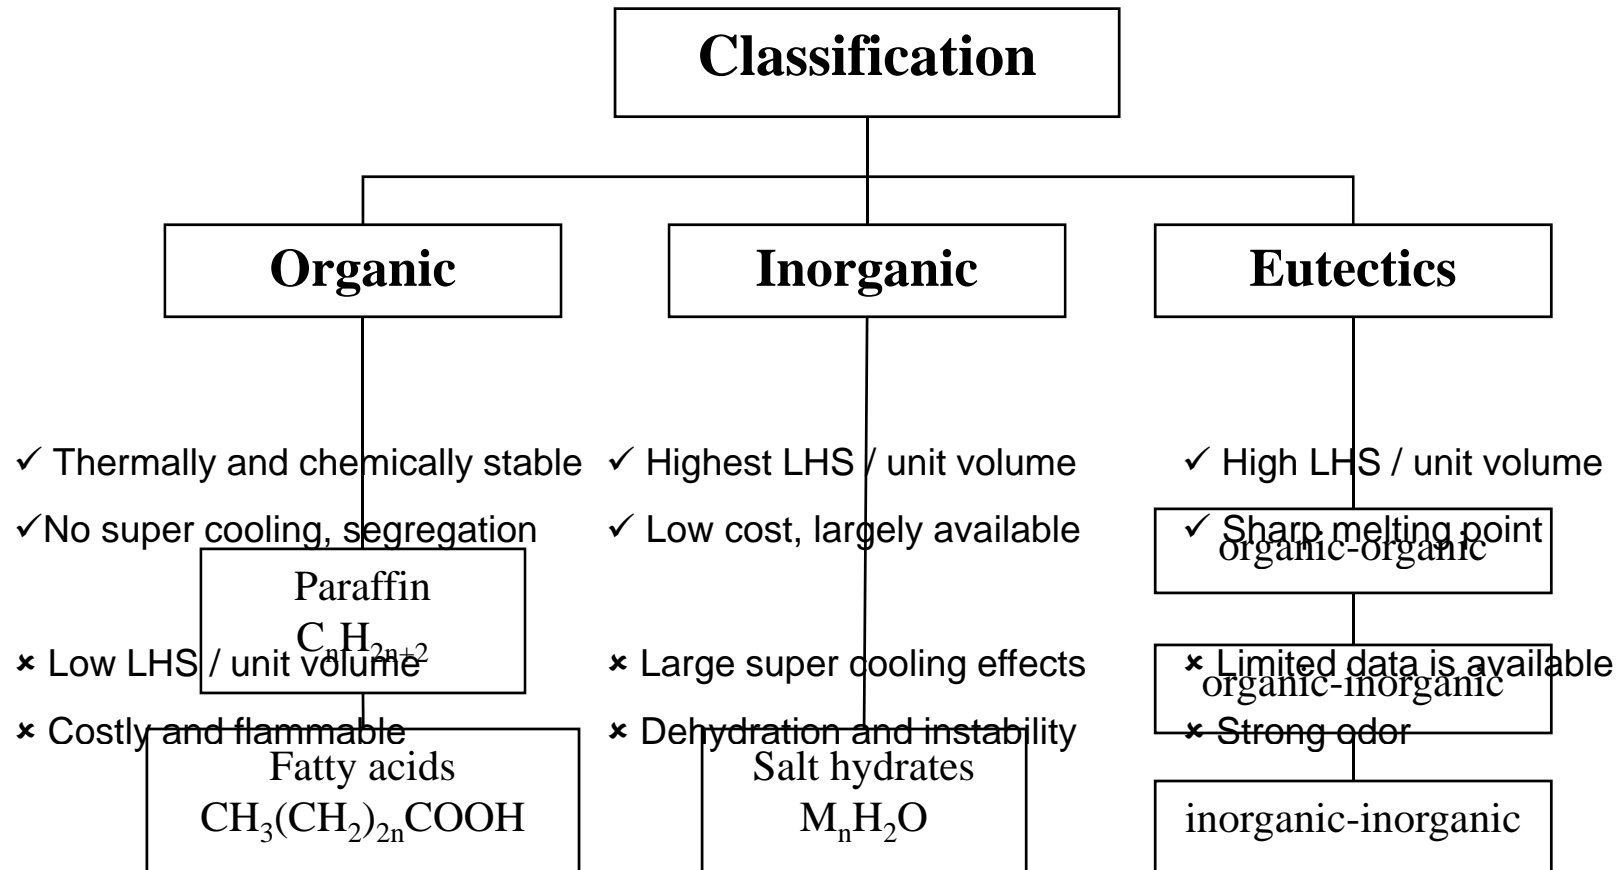 Classification
Organic
Inorganic
Eutectics
✓ Thermally and chemically stable
✓No super cooling, segregation
× Low LHS / unit volume
× Costly and flammable
Paraffin
CₙH₂ₙ₊₂
Fatty acids
CH₃(CH₂)₂ₙCOOH
✓ Highest LHS / unit volume
✓ Low cost, largely available
× Large super cooling effects
× Dehydration and instability
Salt hydrates
MₙH₂O
✓ High LHS / unit volume
✓ Sharp melting point
× Limited data is available
× Strong odor
organic-organic
organic-inorganic
inorganic-inorganic